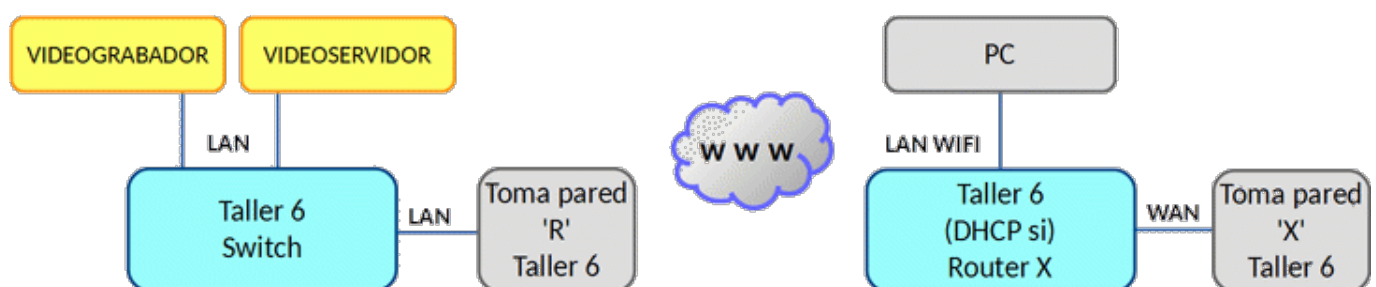 VIDEOGRABADOR
VIDEOSERVIDOR
LAN
Taller 6
Switch
LAN
Toma pared
'R'
Taller 6
W W W
PC
LAN WIFI
Taller 6
(DHCP si)
Router X
WAN
Toma pared
'X'
Taller 6